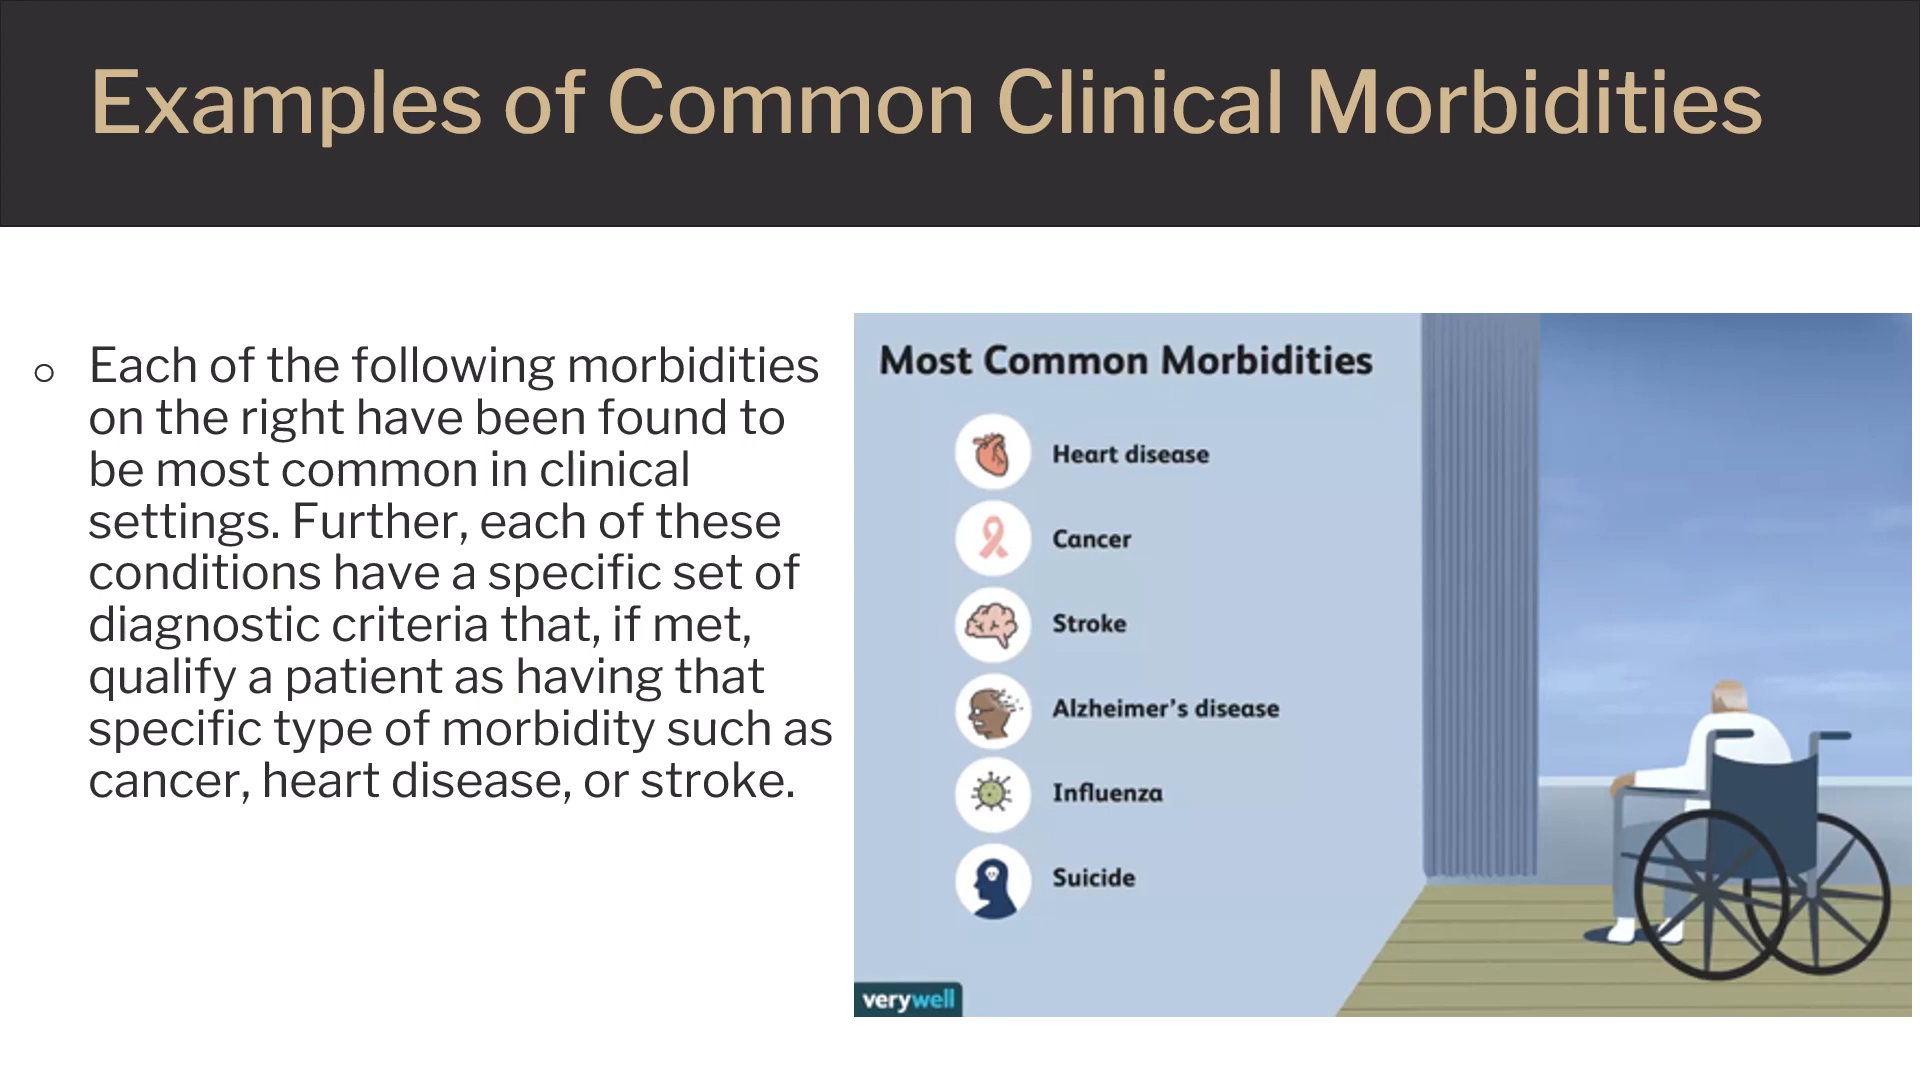 Examples of Common Clinical Morbidities
○ Each of the following morbidities
on the right have been found to
be most common in clinical
settings. Further, each of these
conditions have a specific set of
diagnostic criteria that, if met,
qualify a patient as having that
specific type of morbidity such as
cancer, heart disease, or stroke.
Most Common Morbidities
Heart disease
Cancer
Stroke
Alzheimer's disease
Influenza
Suicide
verywell